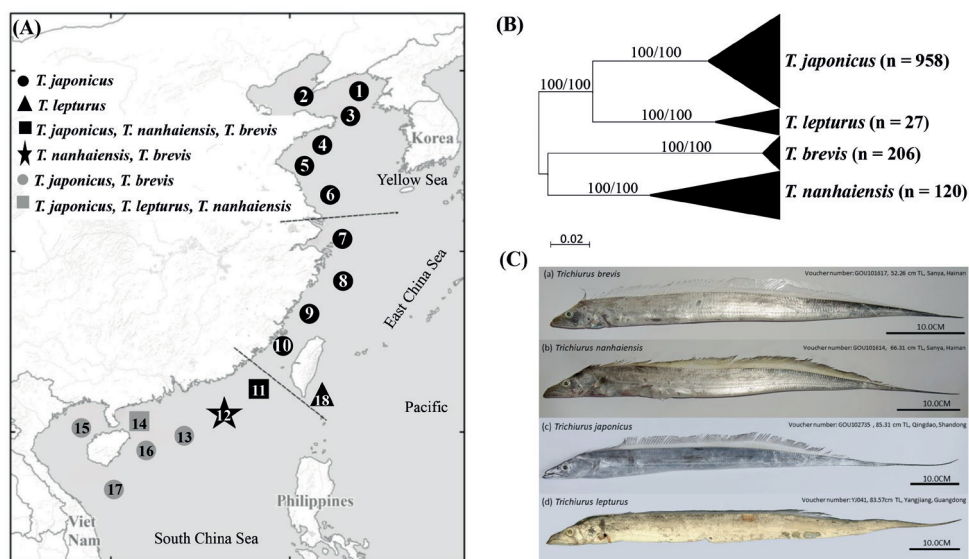 (A)
T. japonicus
T. lepturus
T. japonicus, T. nanhaiensis, T. brevis
T. nanhaiensis, T. brevis
T. japonicus, T. brevis
T. japonicus, T. lepturus, T. nanhaiensis
1
2
3
4
5
6
7
8
9
10
11
12
13
14
15
16
17
18
Korea
Yellow Sea
East China Sea
Pacific
Philippines
Viet
Nam
South China Sea
(B)
100/100
100/100
100/100
100/100
100/100
T. japonicus (n = 958)
T. lepturus (n = 27)
T. brevis (n = 206)
T. nanhaiensis (n = 120)
0.02
(C)
(a) Trichiurus brevis
Voucher number: GOU101617, 52.26 cm TL, Sanya, Hainan
10.0CM
(b) Trichiurus nanhaiensis
Voucher number: GOU101614, 66.31 cm TL, Sanya, Hainan
10.0CM
(c) Trichiurus japonicus
Voucher number: GOU102735 , 85.31 cm TL, Qingdao, Shandong
10.0CM
(d) Trichiurus lepturus
Voucher number: YJ041, 83.57cm TL, Yangjiang, Guangdong
10.0CM